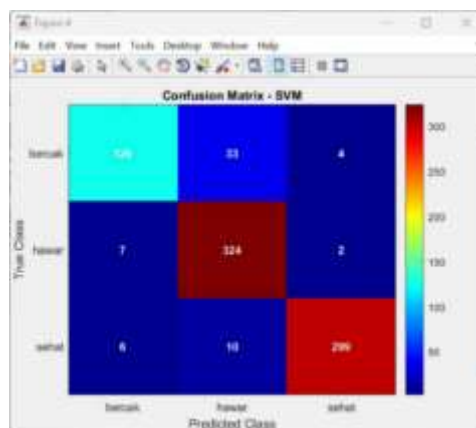 Figure 4
File Edit View Insert Tools Desktop Window Help
Confusion Matrix - SVM
bercak 33 4
hawar 7 324 2
sehat 6 10 299
bercak hawar sehat
Predicted Class
True Class
300
250
200
150
100
50